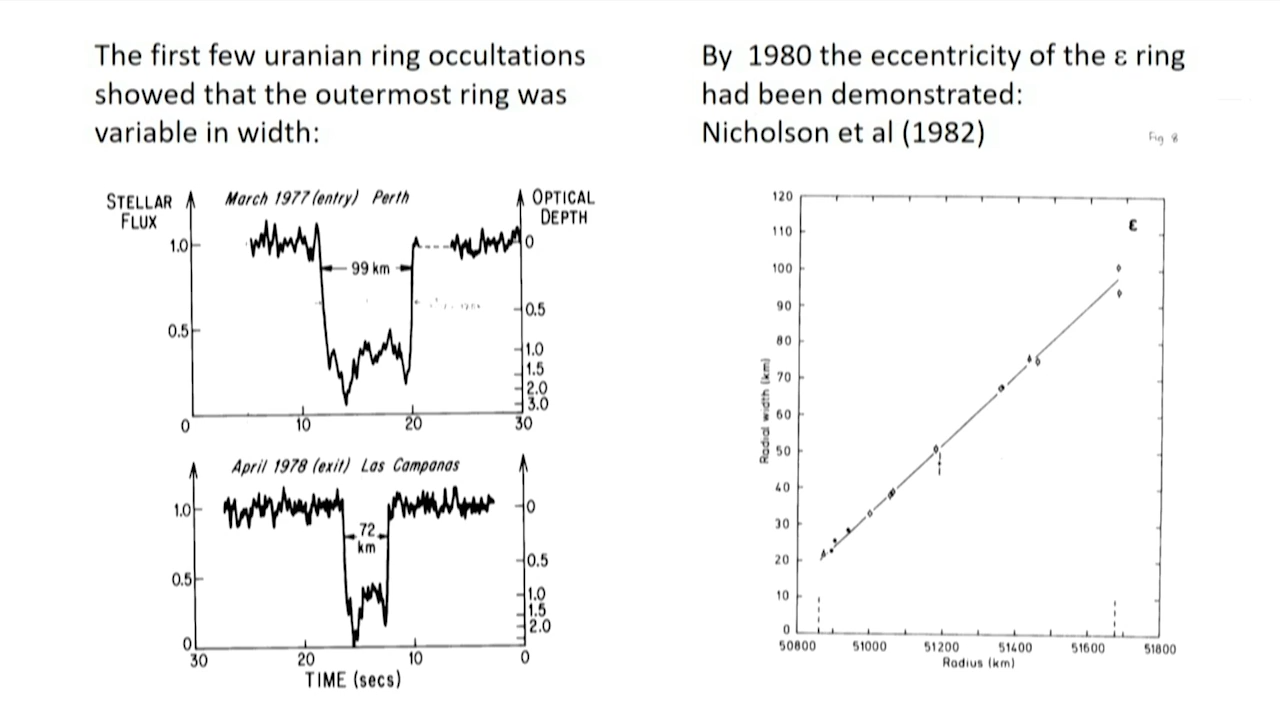 The first few uranian ring occultations
showed that the outermost ring was
variable in width:
STELLAR
FLUX
March 1977 (entry) Perth
OPTICAL
DEPTH
1.0
0.5
99 km
0
0.5
1.0
1.5
2.0
3.0
0
10
20
30
April 1978 (exit) Las Campanas
1.0
0.5
0
72
km
0
0.5
1.0
1.5
2.0
30
20
10
0
TIME (secs)
By 1980 the eccentricity of the ε ring
had been demonstrated:
Nicholson et al (1982)
Fig 8
ε
120
110
100
90
80
70
60
50
40
30
20
10
0
Radial width (km)
50800
51000
51200
51400
51600
51800
Radius (km)